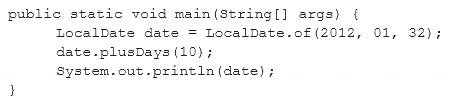 public static void main(String[] args) {
LocalDate date = LocalDate.of(2012, 01, 32);
date.plusDays(10);
System.out.println(date);
}